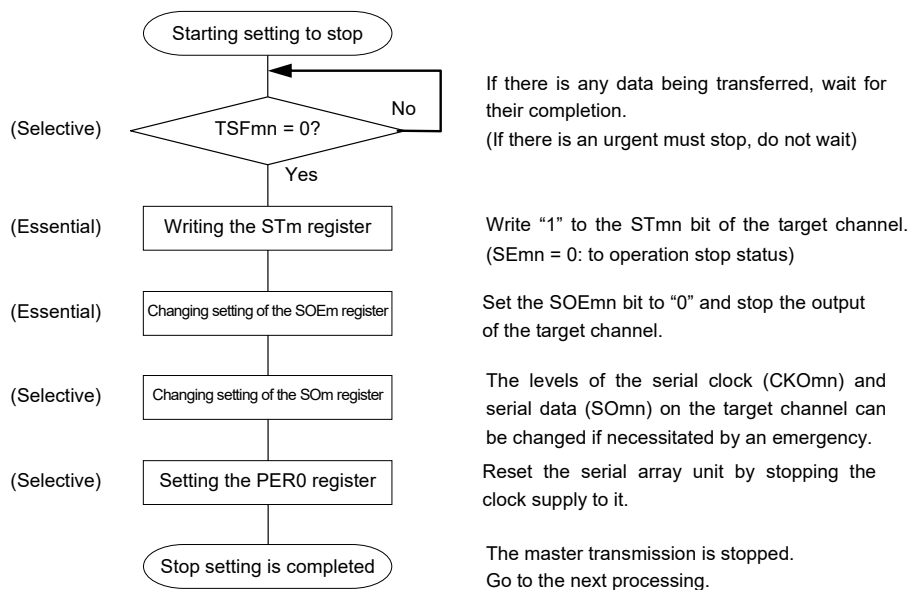 Starting setting to stop
No
If there is any data being transferred, wait for
their completion.
(If there is an urgent must stop, do not wait)
(Selective)
TSFmn = 0?
Yes
(Essential)
Writing the STm register
Write “1” to the STmn bit of the target channel.
(SEmn = 0: to operation stop status)
(Essential)
Changing setting of the SOEm register
Set the SOEmn bit to “0” and stop the output
of the target channel.
(Selective)
Changing setting of the SOm register
The levels of the serial clock (CKOmn) and
serial data (SOmn) on the target channel can
be changed if necessitated by an emergency.
(Selective)
Setting the PER0 register
Reset the serial array unit by stopping the
clock supply to it.
Stop setting is completed
The master transmission is stopped.
Go to the next processing.